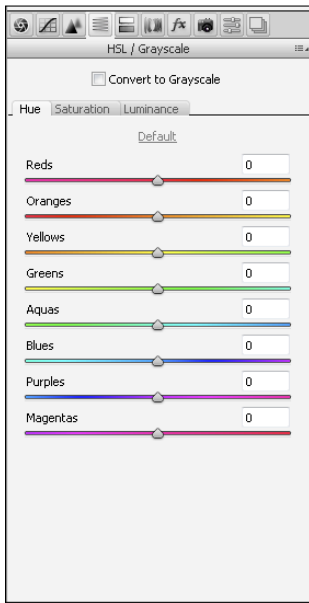 fx
HSL / Grayscale
Convert to Grayscale
Hue Saturation Luminance
Default
Reds 0
Oranges 0
Yellows 0
Greens 0
Aquas 0
Blues 0
Purples 0
Magentas 0